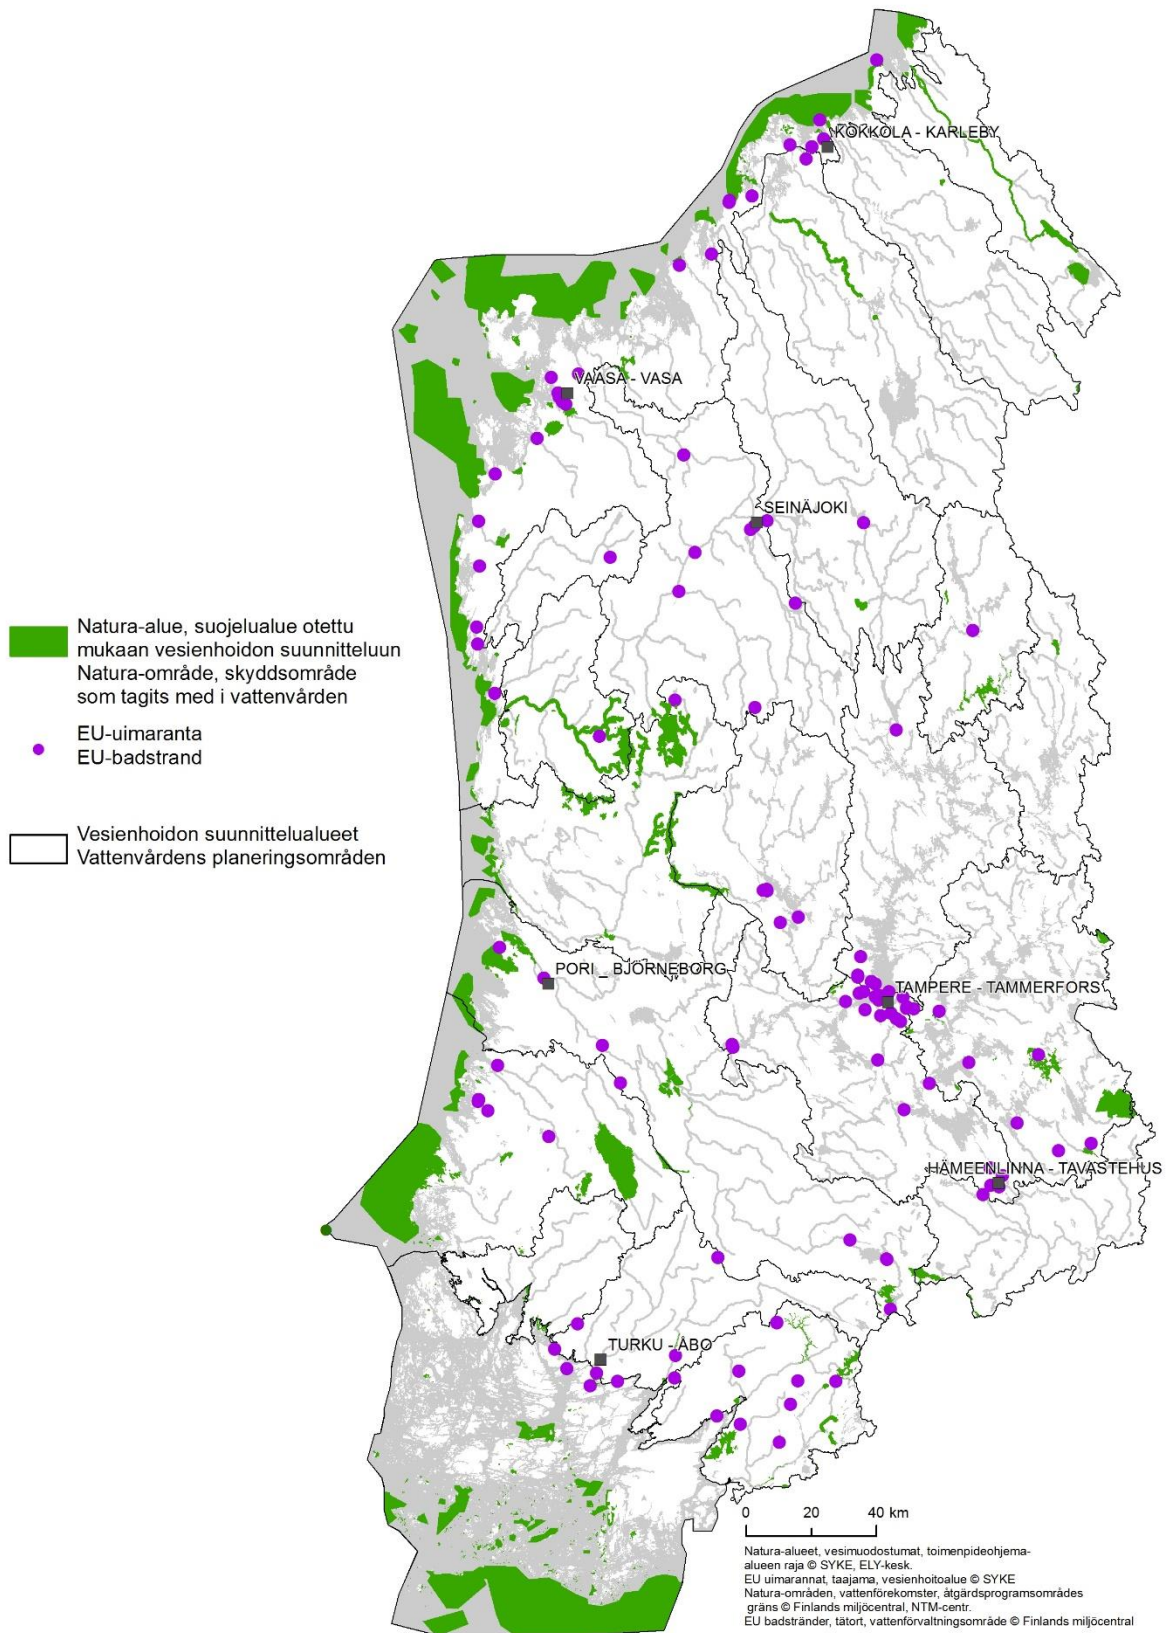 KOKKOLA - KARLEBY
VAASA - VASA
SEINÄJOKI
Natura-alue, suojelualue otettu
mukaan vesienhoidon suunnitteluun
Natura-område, skyddsområde
som tagits med i vattenvården
EU-uimaranta
EU-badstrand
Vesienhoidon suunnittelualueet
Vattenvårdens planeringsområden
PORI _ BJÖRNEBORG
TAMPERE - TAMMERFORS
HÄMEENLINNA - TAVASTEHUS
TURKU - ÅBO
0 20 40 km
Natura-alueet, vesimuodostumat, toimenpideohjema-
alueen raja © SYKE, ELY-kesk.
EU uimarannat, taajama, vesienhoitoalue © SYKE
Natura-områden, vattenförekomster, åtgärdsprogramsområdes
gräns © Finlands miljöcentral, NTM-centr.
EU badstränder, tätort, vattenförvaltningsområde © Finlands miljöcentral